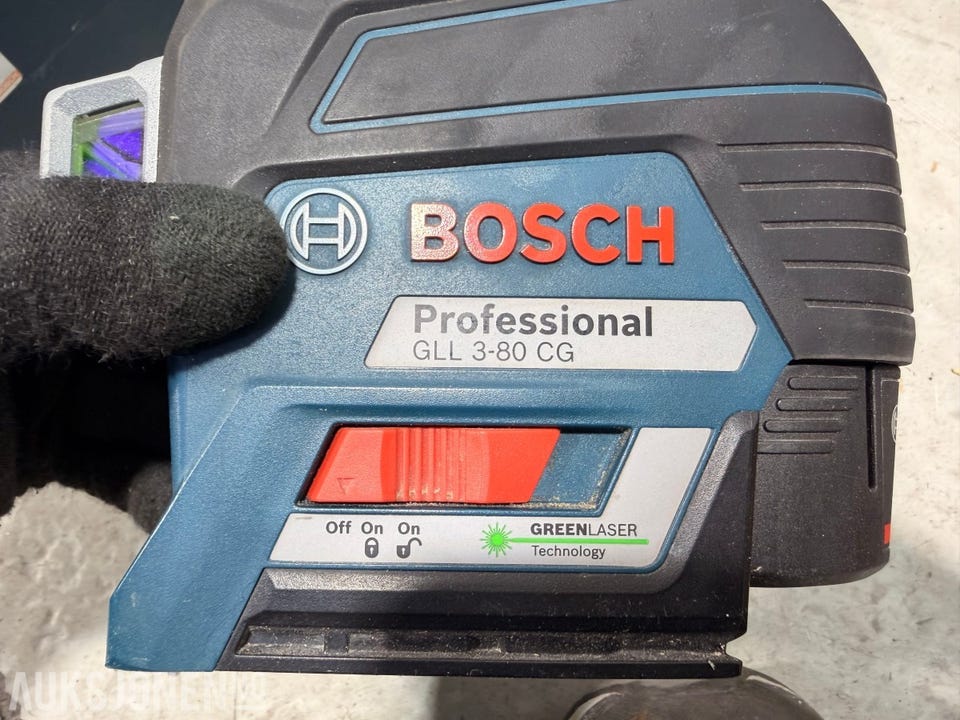 BOSCH
Professional
GLL 3-80 CG
Off On On
GREENLASER
Technology
AUKSJONEN